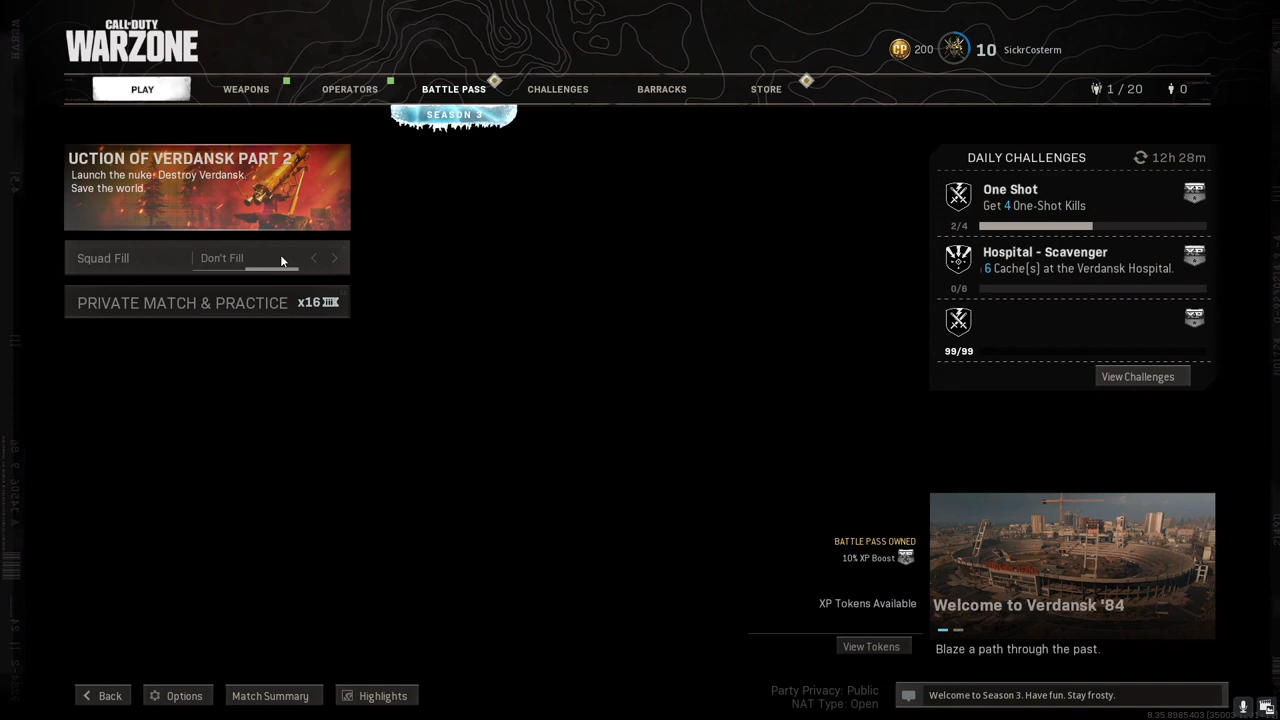 CALL OF DUTY
WARZONE
CP 200
10 SickrCosterm
PLAY
WEAPONS
OPERATORS
BATTLE PASS
CHALLENGES
BARRACKS
STORE
1 / 20
0
SEASON 3
UCTION OF VERDANSK PART 2
Launch the nuke. Destroy Verdansk.
Save the world.
Squad Fill
Don't Fill
PRIVATE MATCH & PRACTICE x16
DAILY CHALLENGES
12h 28m
One Shot
Get 4 One-Shot Kills
2/4
Hospital - Scavenger
6 Cache[s] at the Verdansk Hospital.
0/6
99/99
View Challenges
BATTLE PASS OWNED
10% XP Boost
XP Tokens Available
View Tokens
Welcome to Verdansk '84
Blaze a path through the past.
Back
Options
Match Summary
Highlights
Party Privacy: Public
NAT Type: Open
Welcome to Season 3. Have fun. Stay frosty.